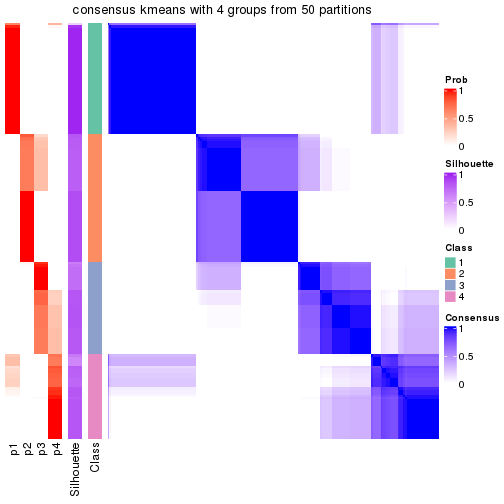 consensus kmeans with 4 groups from 50 partitions
Prob
1
0.5
0
Silhouette
1
0.5
0
Class
1
2
3
4
Consensus
1
0.5
0
p1
p2
p3
p4
Silhouette
Class